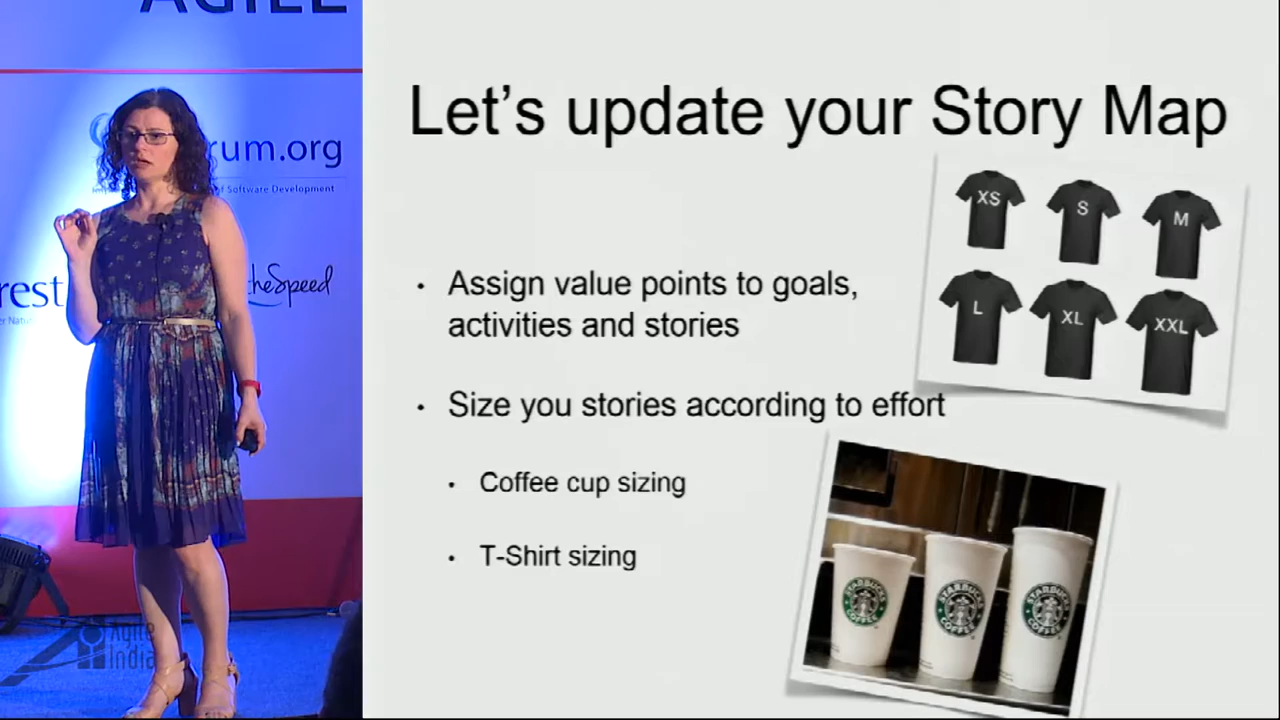 AGILE
rum.org
of Software Development
rest
theSpeed
Let's update your Story Map
XS
S
M
L
XL
XXL
• Assign value points to goals,
activities and stories
• Size you stories according to effort
• Coffee cup sizing
• T-Shirt sizing
STARBUCKS
COFFEE
STARBUCKS
COFFEE
STARBUCKS
COFFEE
Agile
India